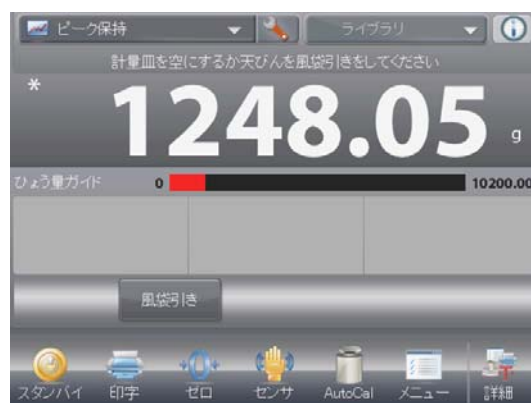 ピーク保持 ライブラリ
計量皿を空にするか天びんを風袋引きをしてください
* 1248.05 g
ひょう量ガイド 0 10200.00
風袋引き
スタンバイ 印字 ゼロ センサ AutoCal メニュー 詳細